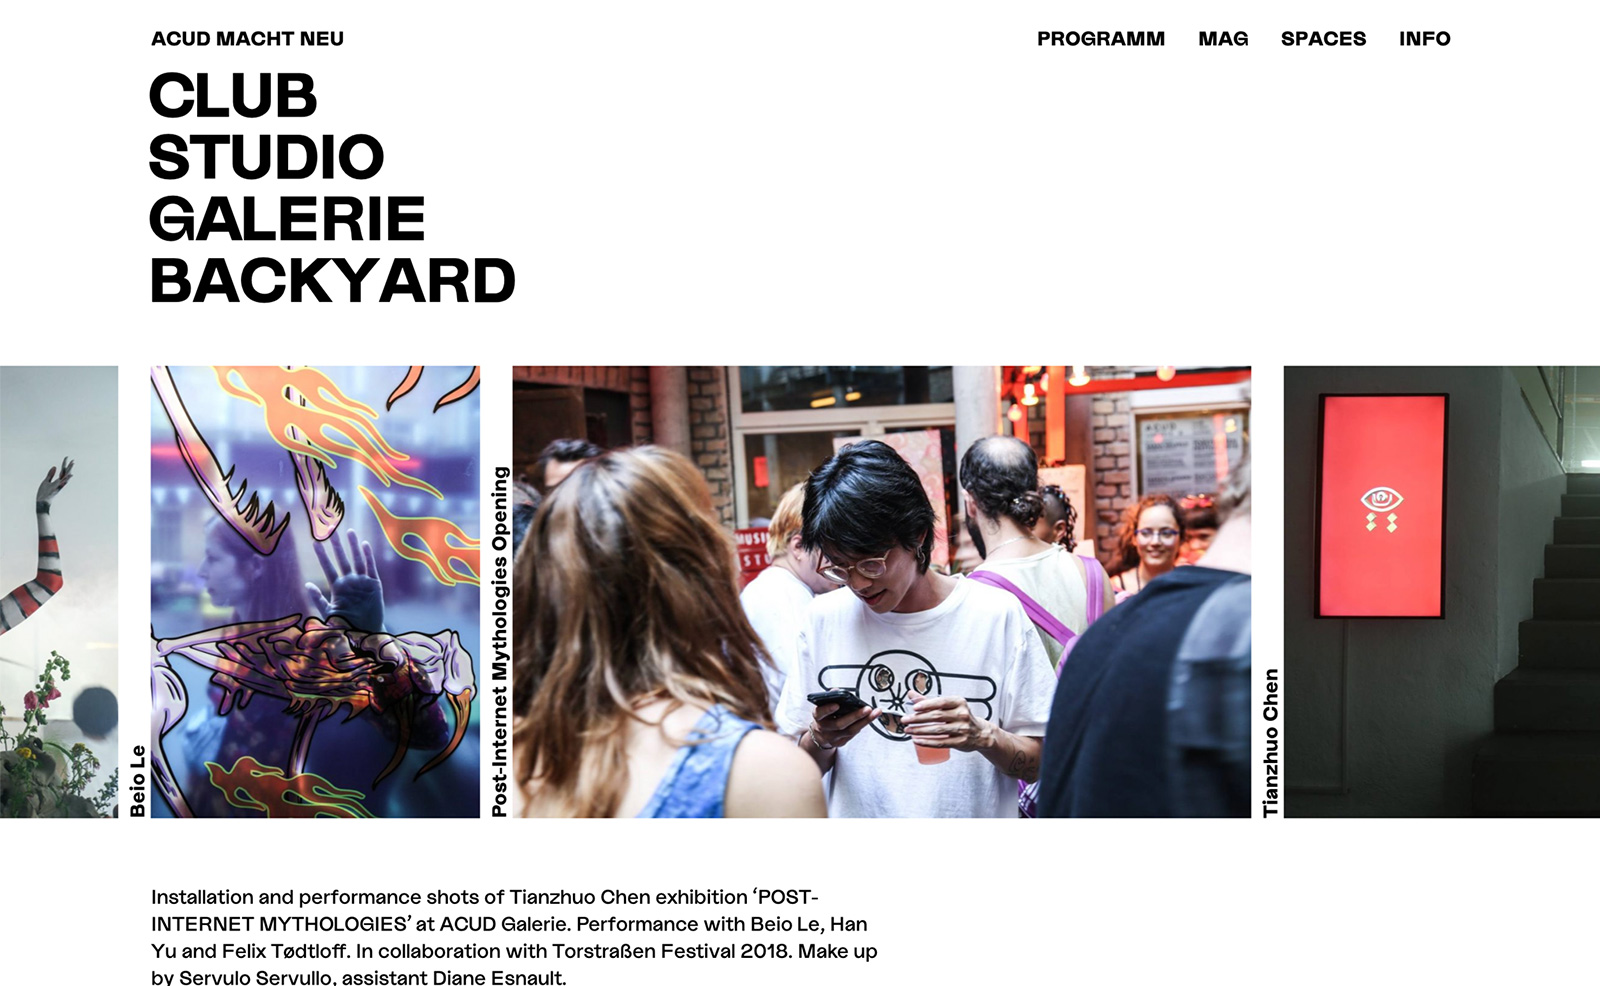 ACUD MACHT NEU
PROGRAMM MAG SPACES INFO
CLUB
STUDIO
GALERIE
BACKYARD
Beio Le
Post-Internet Mythologies Opening
Tianzhuo Chen
Installation and performance shots of Tianzhuo Chen exhibition ‘POST-
INTERNET MYTHOLOGIES’ at ACUD Galerie. Performance with Beio Le, Han
Yu and Felix Tødtloff. In collaboration with Torstraßen Festival 2018. Make up
by Servulo Servullo, assistant Diane Esnault.